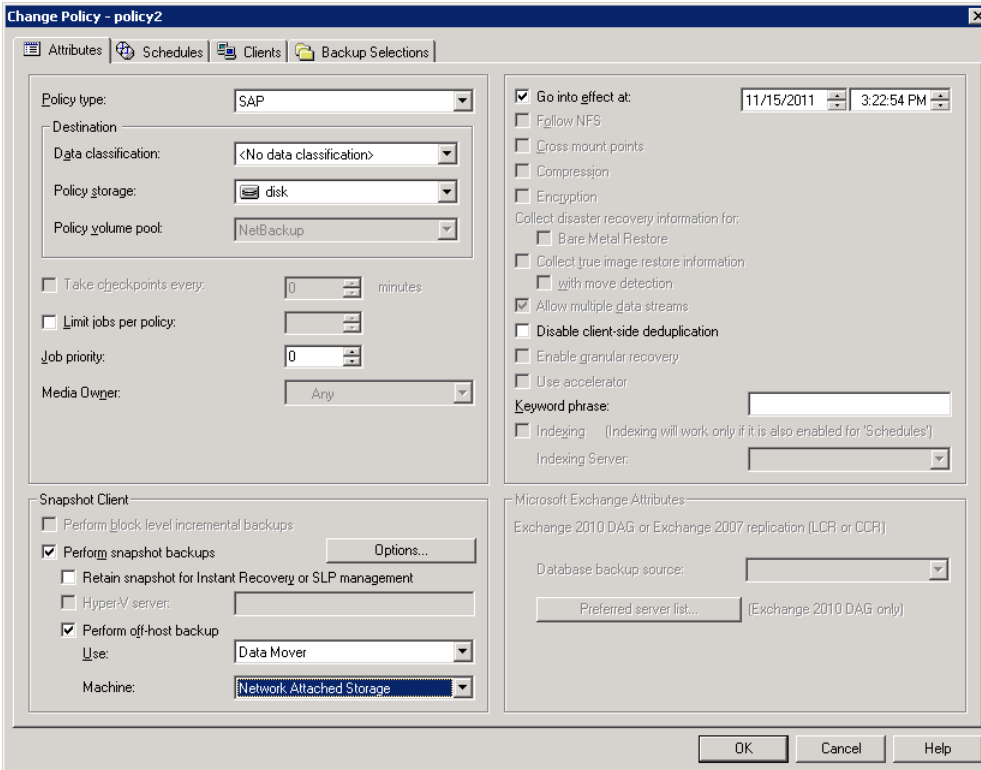 Change Policy - policy2
Attributes Schedules Clients Backup Selections
Policy type: SAP
Destination
Data classification: <No data classification>
Policy storage: disk
Policy volume pool: NetBackup
Take checkpoints every: 0 minutes
Limit jobs per policy:
Job priority: 0
Media Owner: Any
Go into effect at: 11/15/2011 3:22:54 PM
Follow NFS
Cross mount points
Compression
Encryption
Collect disaster recovery information for:
Bare Metal Restore
Collect true image restore information
with move detection
Allow multiple data streams
Disable client-side deduplication
Enable granular recovery
Use accelerator
Keyword phrase:
Indexing (Indexing will work only if it is also enabled for 'Schedules')
Indexing Server:
Snapshot Client
Perform block level incremental backups
Perform snapshot backups Options...
Retain snapshot for Instant Recovery or SLP management
Hyper-V server:
Perform off-host backup
Use: Data Mover
Machine: Network Attached Storage
Microsoft Exchange Attributes
Exchange 2010 DAG or Exchange 2007 replication (LCR or CCR)
Database backup source:
Preferred server list... (Exchange 2010 DAG only)
OK Cancel Help